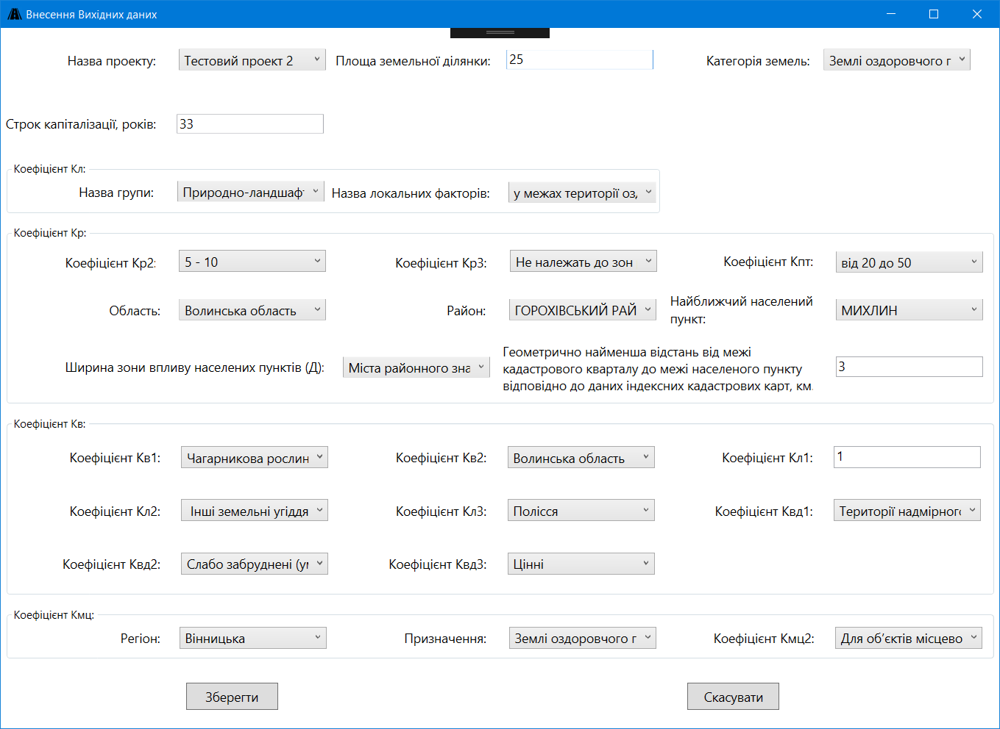 Внесення Вихідних даних
Назва проекту: Тестовий проект 2 Площа земельної ділянки: 25 Категорія земель: Землі оздоровчого г
Строк капіталізації, років: 33
Коефіцієнт Кл:
Назва групи: Природно-ландшафт Назва локальних факторів: у межах території оз,
Коефіцієнт Кр:
Коефіцієнт Кр2: 5 - 10 Коефіцієнт Кр3: Не належать до зон Коефіцієнт Кпт: від 20 до 50
Область: Волинська область Район: ГОРОХІВСЬКИЙ РАЙ Найближчий населений
пункт: МИХЛИН
Ширина зони впливу населених пунктів (Д): Міста районного зна Геометрично найменша відстань від межі
кадастрового кварталу до межі населеного пункту
відповідно до даних індексних кадастрових карт, км. 3
Коефіцієнт Кв:
Коефіцієнт Кв1: Чагарникова рослин Коефіцієнт Кв2: Волинська область Коефіцієнт Кл1: 1
Коефіцієнт Кл2: Інші земельні угіддя Коефіцієнт Кл3: Полісся Коефіцієнт Квд1: Території надмірног
Коефіцієнт Квд2: Слабо забруднені (ум Коефіцієнт Квд3: Цінні
Коефіцієнт Кмц:
Регіон: Вінницька Призначення: Землі оздоровчого г Коефіцієнт Кмц2: Для об’єктів місцево
Зберегти Скасувати